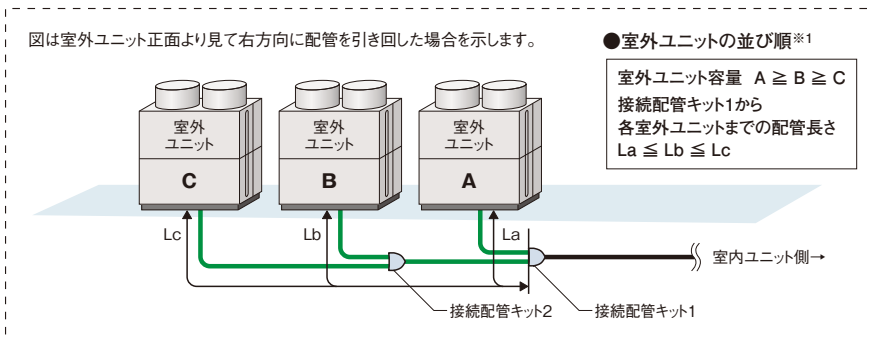 図は室外ユニット正面より見て右方向に配管を引き回した場合を示します。
●室外ユニットの並び順※1
室外ユニット容量 A ≧ B ≧ C
接続配管キット1から
各室外ユニットまでの配管長さ
La ≦ Lb ≦ Lc
室外
ユニット
C
室外
ユニット
B
室外
ユニット
A
Lc
Lb
La
室内ユニット側→
接続配管キット2
接続配管キット1